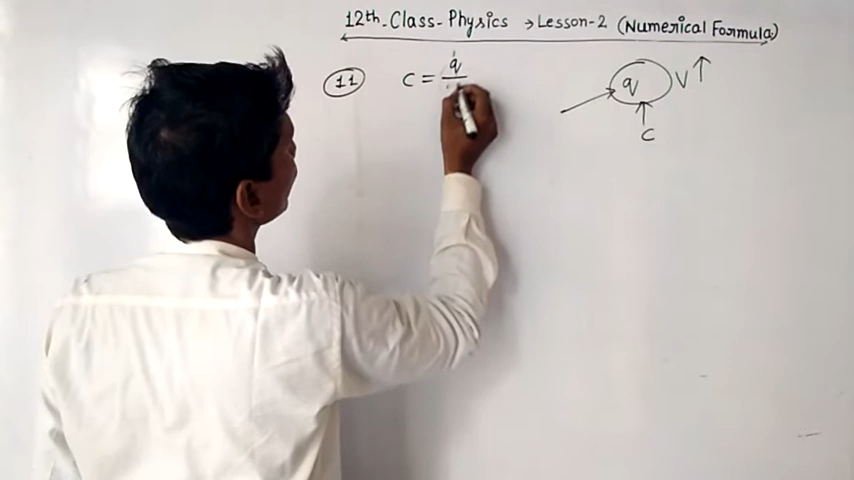 12th-Class-Physics → Lesson-2 (Numerical Formula)
11 C = q
q V ↑
C